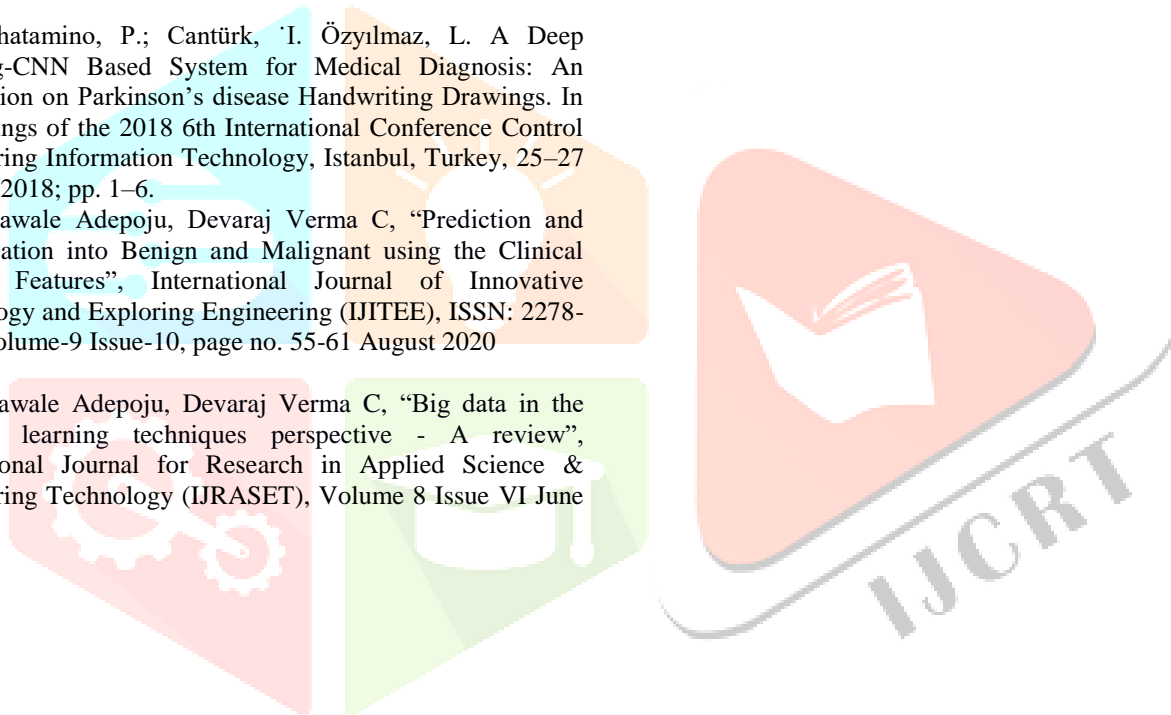 hatamino, P.; Cantürk, ˙I. Özyılmaz, L. A Deep
g-CNN Based System for Medical Diagnosis: An
ion on Parkinson’s disease Handwriting Drawings. In
ings of the 2018 6th International Conference Control
ring Information Technology, Istanbul, Turkey, 25–27
2018; pp. 1–6.
awale Adepoju, Devaraj Verma C, “Prediction and
ation into Benign and Malignant using the Clinical
Features”, International Journal of Innovative
ogy and Exploring Engineering (IJITEE), ISSN: 2278-
olume-9 Issue-10, page no. 55-61 August 2020
awale Adepoju, Devaraj Verma C, “Big data in the
learning techniques perspective - A review”,
onal Journal for Research in Applied Science &
ring Technology (IJRASET), Volume 8 Issue VI June
IJCRT